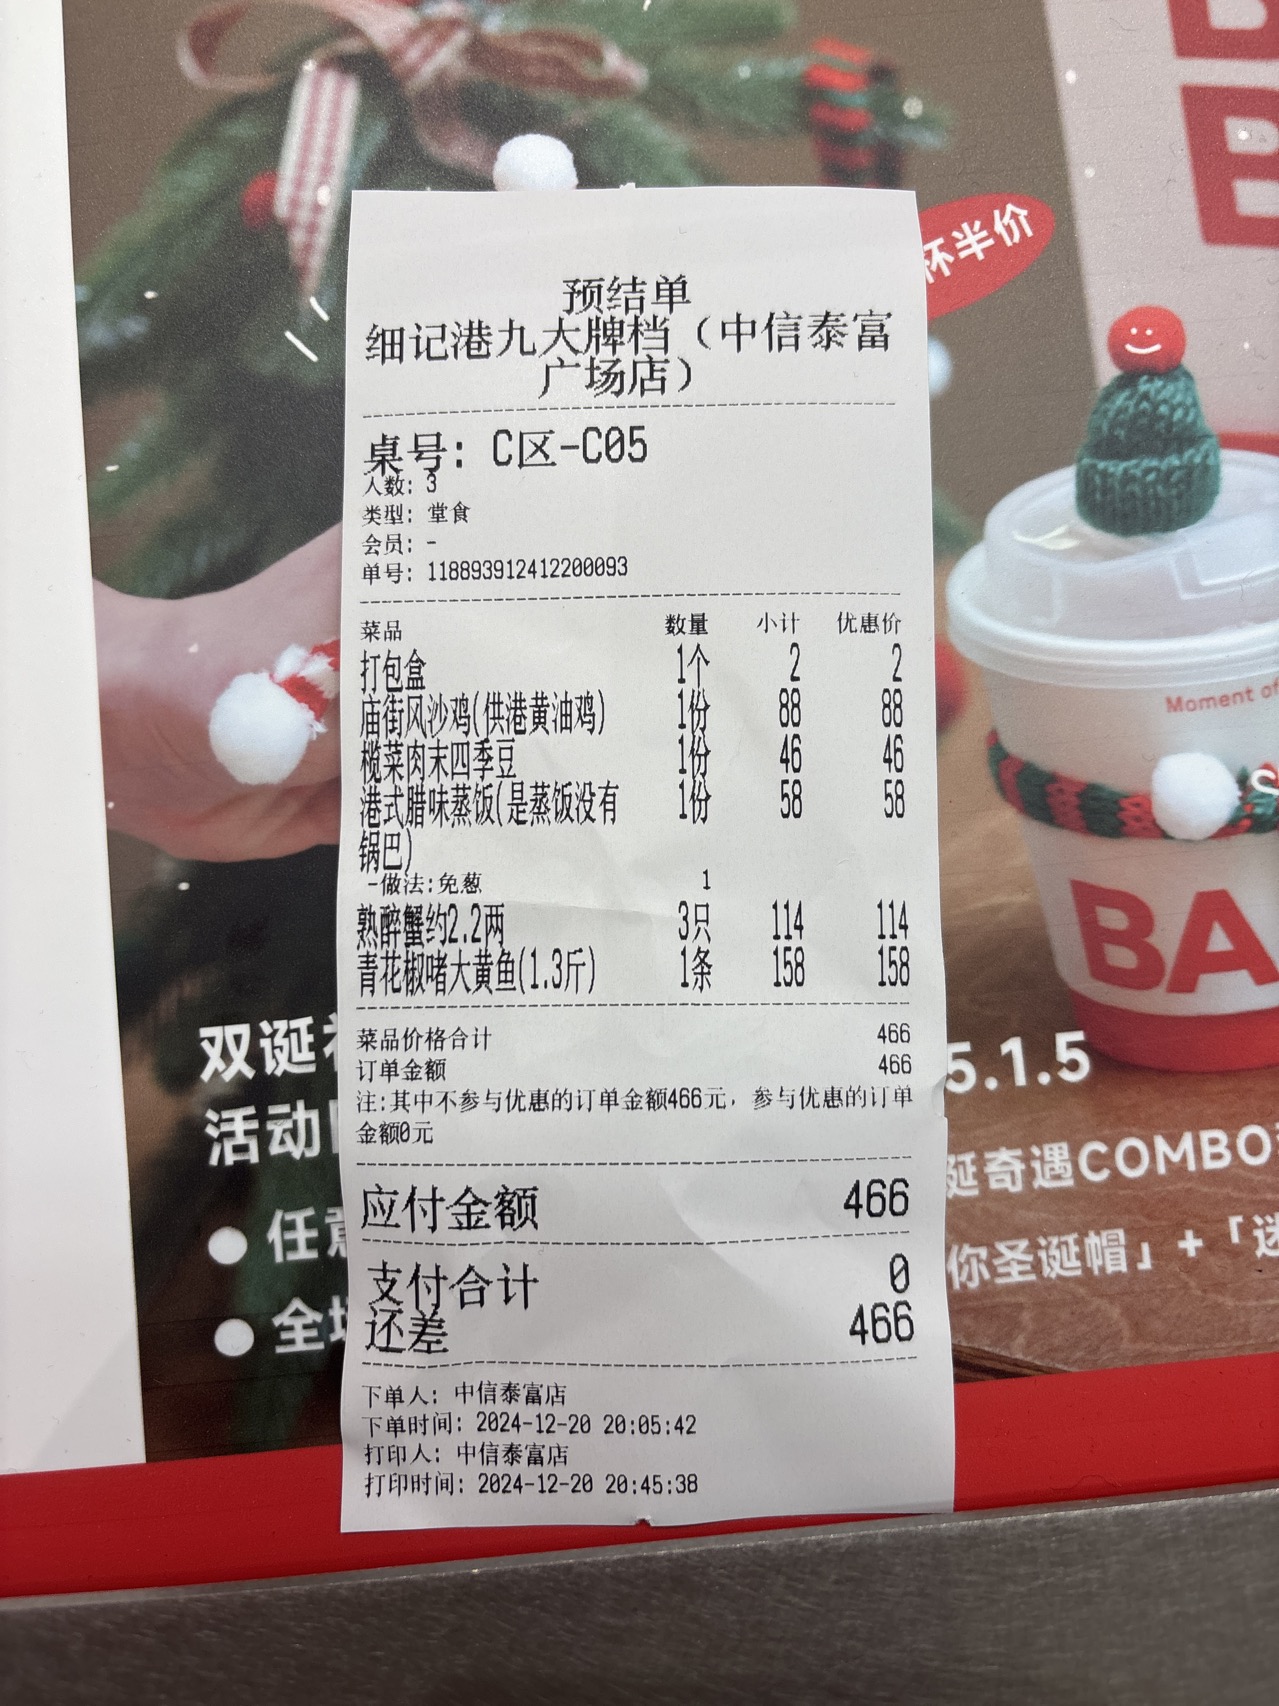 杯半价
预结单
细记港九大牌档（中信泰富
广场店）
桌号: C区-C05
人数: 3
类型: 堂食
会员: -
单号: 118893912412200093
菜品 数量 小计 优惠价
打包盒 1个 2 2
庙街风沙鸡(供港黄油鸡) 1份 88 88
榄菜肉末四季豆 1份 46 46
港式腊味蒸饭(是蒸饭没有 1份 58 58
锅巴)
-做法:免葱 1
熟醉蟹约2.2两 3只 114 114
青花椒啫大黄鱼(1.3斤) 1条 158 158
菜品价格合计 466
订单金额 466
注:其中不参与优惠的订单金额466元，参与优惠的订单
金额0元
应付金额 466
支付合计 0
还差 466
下单人: 中信泰富店
下单时间: 2024-12-20 20:05:42
打印人: 中信泰富店
打印时间: 2024-12-20 20:45:38
Moment of
BA
双诞
5.1.5
活动
诞奇遇COMBO
任意
你圣诞帽」+「迷
全场